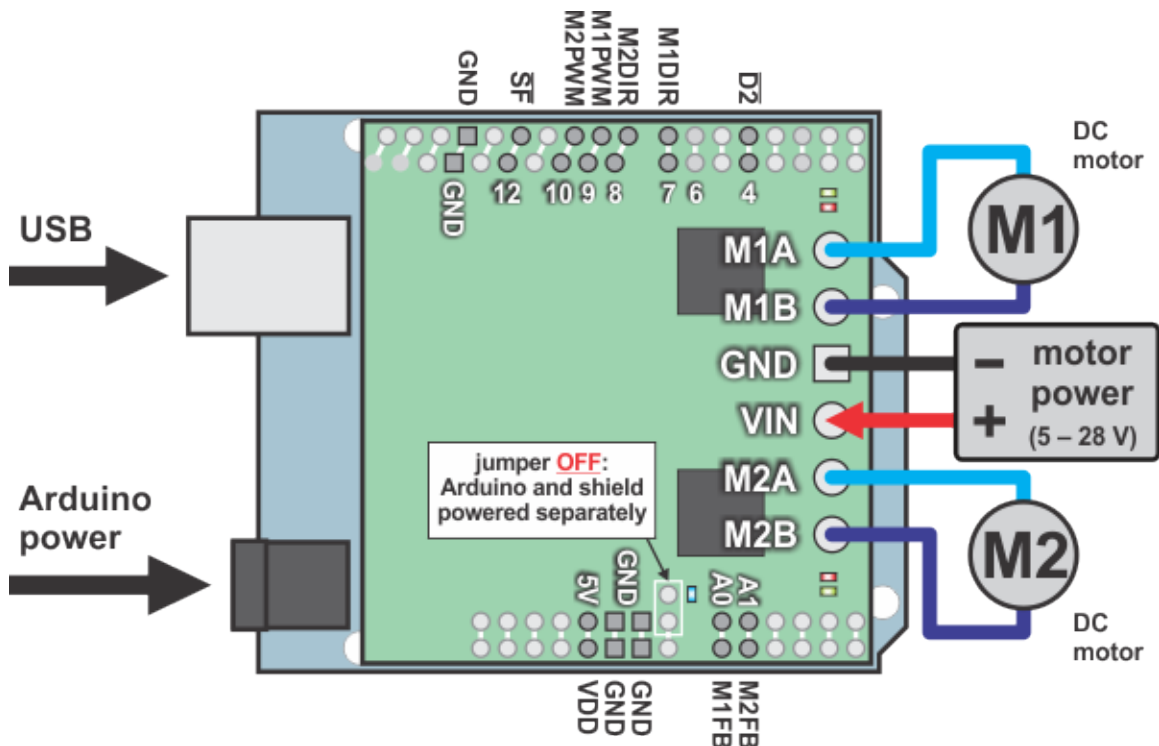 GND
SF
M2PWM
M1PWM
M2DIR
M1DIR
D2
GND
12
10
9
8
7
6
4
DC
motor
M1
USB
M1A
M1B
GND
VIN
motor
power
(5 – 28 V)
jumper OFF:
Arduino and shield
powered separately
M2A
M2B
Arduino
power
M2
5V
GND
A0
A1
DC
motor
VDD
GND
GND
M1FB
M2FB